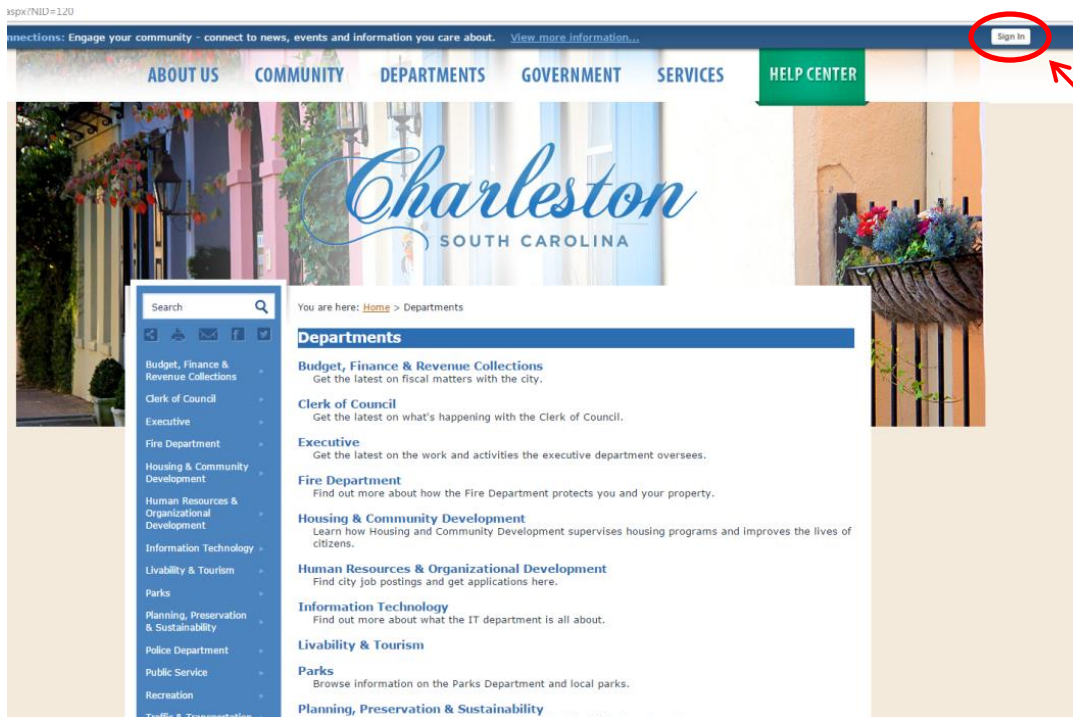 aspx?NID=120
nnections: Engage your community - connect to news, events and information you care about. View more information... Sign In
ABOUT US COMMUNITY DEPARTMENTS GOVERNMENT SERVICES HELP CENTER
Charleston
SOUTH CAROLINA
Search
Budget, Finance &
Revenue Collections
Clerk of Council
Executive
Fire Department
Housing & Community
Development
Human Resources &
Organizational
Development
Information Technology
Livability & Tourism
Parks
Planning, Preservation
& Sustainability
Police Department
Public Service
Recreation
Traffic & Transportation
You are here: Home > Departments
Departments
Budget, Finance & Revenue Collections
Get the latest on fiscal matters with the city.
Clerk of Council
Get the latest on what's happening with the Clerk of Council.
Executive
Get the latest on the work and activities the executive department oversees.
Fire Department
Find out more about how the Fire Department protects you and your property.
Housing & Community Development
Learn how Housing and Community Development supervises housing programs and improves the lives of
citizens.
Human Resources & Organizational Development
Find city job postings and get applications here.
Information Technology
Find out more about what the IT department is all about.
Livability & Tourism
Parks
Browse information on the Parks Department and local parks.
Planning, Preservation & Sustainability